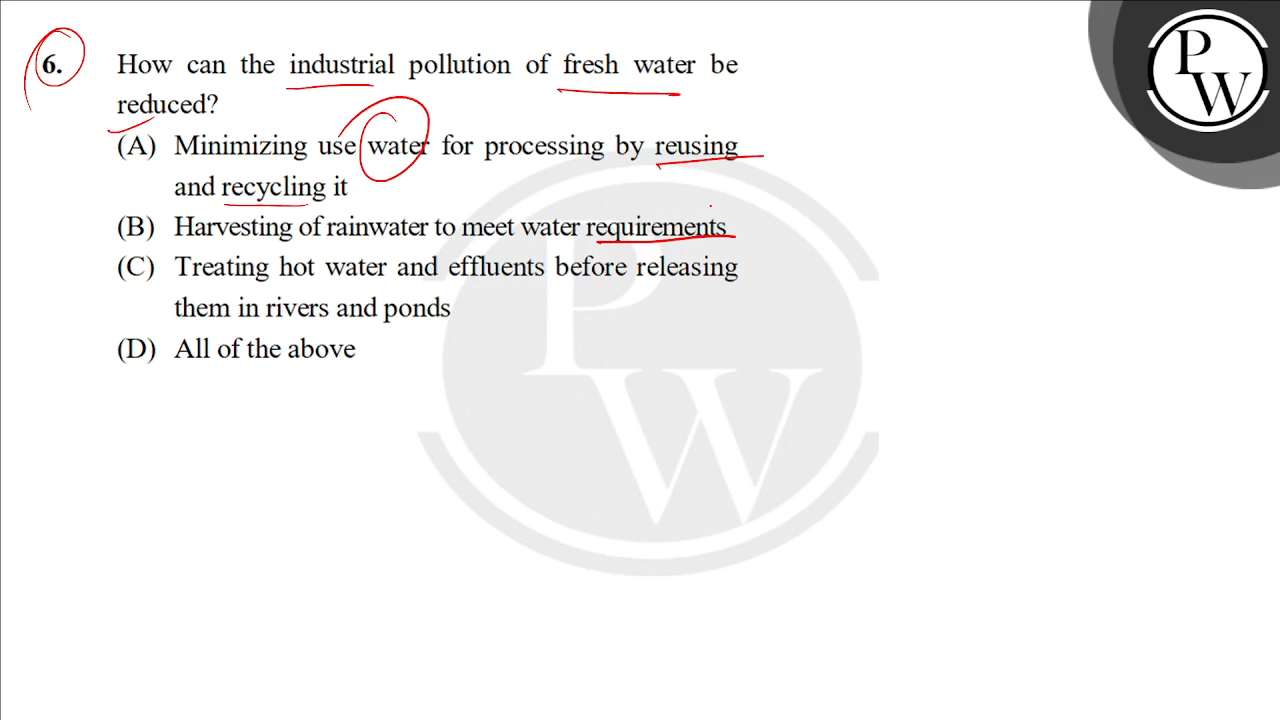 6. How can the industrial pollution of fresh water be
reduced?
(A) Minimizing use water for processing by reusing
and recycling it
(B) Harvesting of rainwater to meet water requirements
(C) Treating hot water and effluents before releasing
them in rivers and ponds
(D) All of the above
P
W
P
W